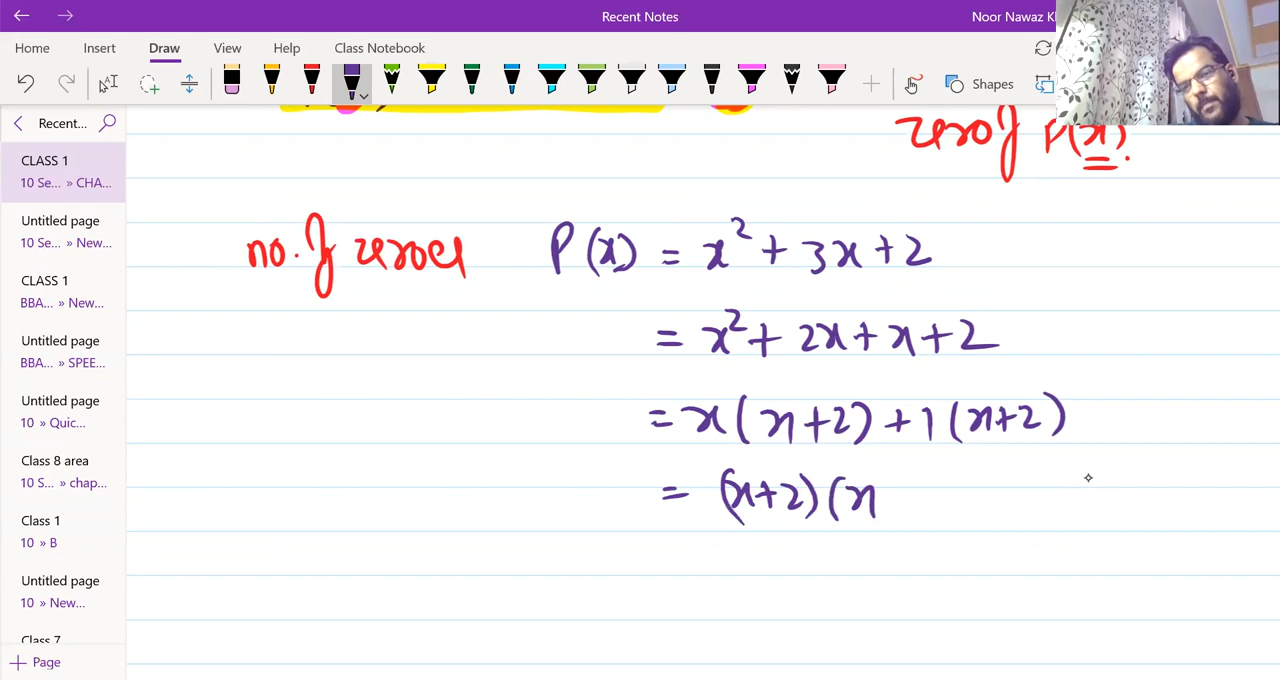 Recent Notes
Noor Nawaz Kh
Home Insert Draw View Help Class Notebook
Shapes
Recent...
CLASS 1
10 Se... » CHA...
Untitled page
10 Se... » New...
CLASS 1
BBA... » New...
Untitled page
BBA... » SPEE...
Untitled page
10 » Quic...
Class 8 area
10 S... » chap...
Class 1
10 » B
Untitled page
10 » New...
Class 7
Page
zero of P(x).
no. of zeroes P(x) = x² + 3x + 2
= x² + 2x + x + 2
= x(x+2) + 1(x+2)
= (x+2)(x